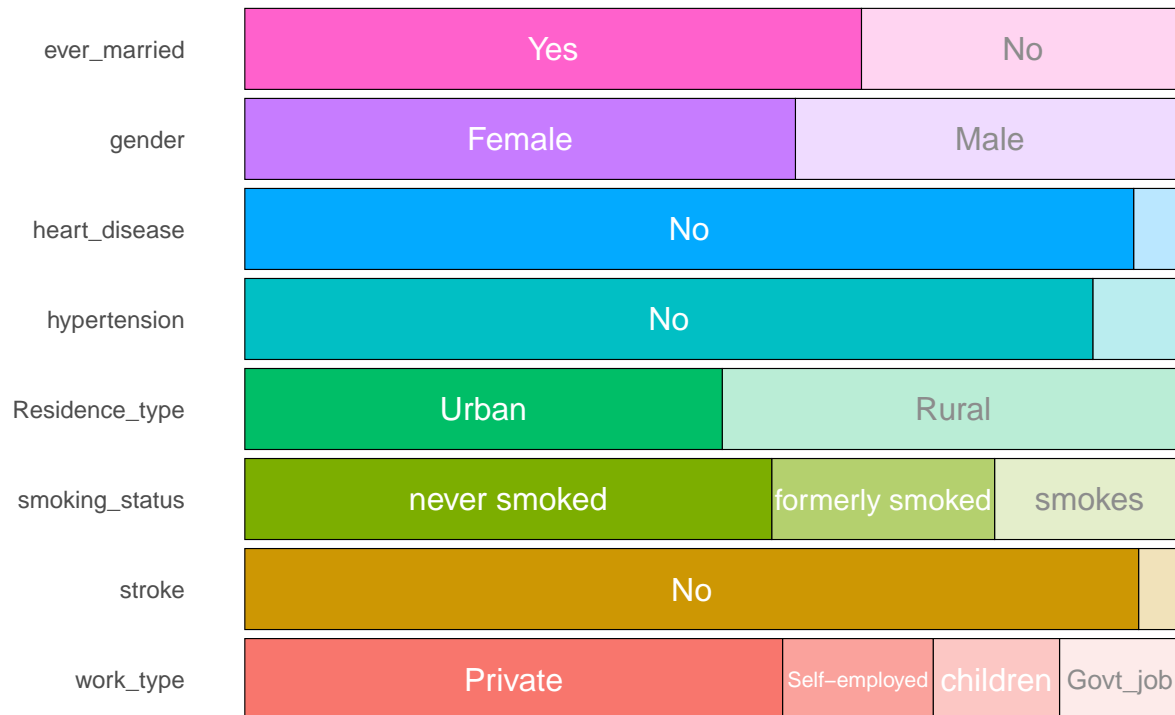 ever_married Yes No
gender Female Male
heart_disease No
hypertension No
Residence_type Urban Rural
smoking_status never smoked formerly smoked smokes
stroke No
work_type Private Self−employed children Govt_job